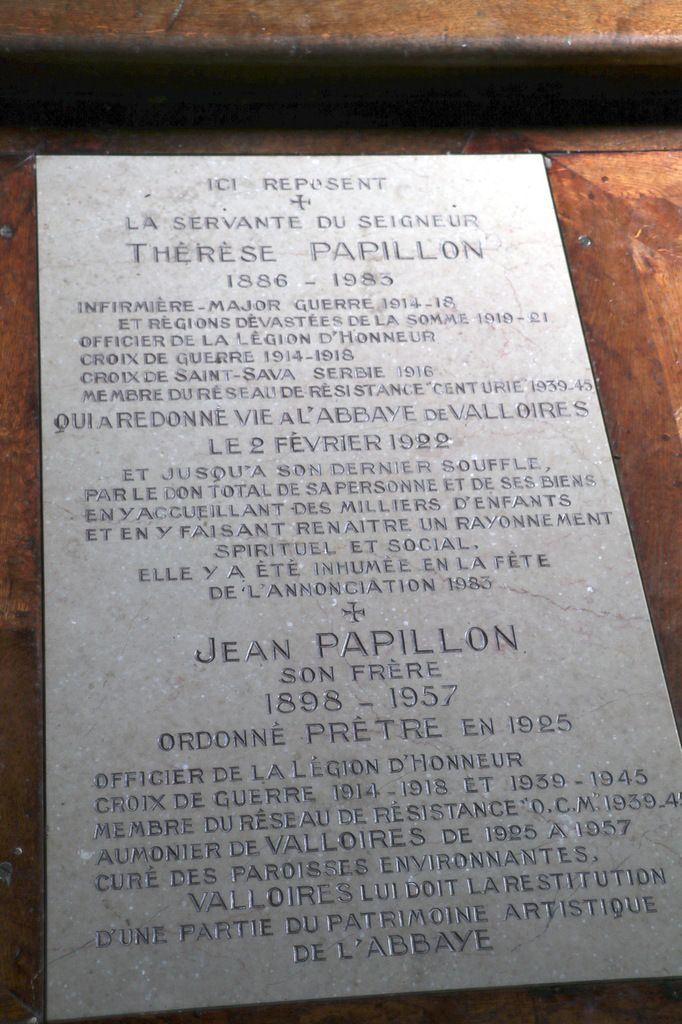 ICI REPOSENT
LA SERVANTE DU SEIGNEUR
THÉRÈSE PAPILLON
1886 - 1983
INFIRMIÈRE-MAJOR GUERRE 1914-18
ET RÉGIONS DÉVASTÉES DE LA SOMME 1919-21
OFFICIER DE LA LÉGION D'HONNEUR
CROIX DE GUERRE 1914-1918
CROIX DE SAINT-SAVA SERBIE 1916
MEMBRE DU RÉSEAU DE RÉSISTANCE "CENTURIE" 1939-45
QUI A REDONNÉ VIE A L'ABBAYE DE VALLOIRES
LE 2 FÉVRIER 1922
ET JUSQU'A SON DERNIER SOUFFLE,
PAR LE DON TOTAL DE SA PERSONNE ET DE SES BIENS
EN Y ACCUEILLANT DES MILLIERS D'ENFANTS
ET EN Y FAISANT RENAITRE UN RAYONNEMENT
SPIRITUEL ET SOCIAL.
ELLE Y A ÉTÉ INHUMÉE EN LA FÊTE
DE L'ANNONCIATION 1983
JEAN PAPILLON
SON FRÈRE
1898 - 1957
ORDONNÉ PRÊTRE EN 1925
OFFICIER DE LA LÉGION D'HONNEUR
CROIX DE GUERRE 1914-1918 ET 1939-1945
MEMBRE DU RÉSEAU DE RÉSISTANCE "O.C.M." 1939-45
AUMONIER DE VALLOIRES DE 1925 A 1957
CURÉ DES PAROISSES ENVIRONNANTES,
VALLOIRES LUI DOIT LA RESTITUTION
D'UNE PARTIE DU PATRIMOINE ARTISTIQUE
DE L'ABBAYE